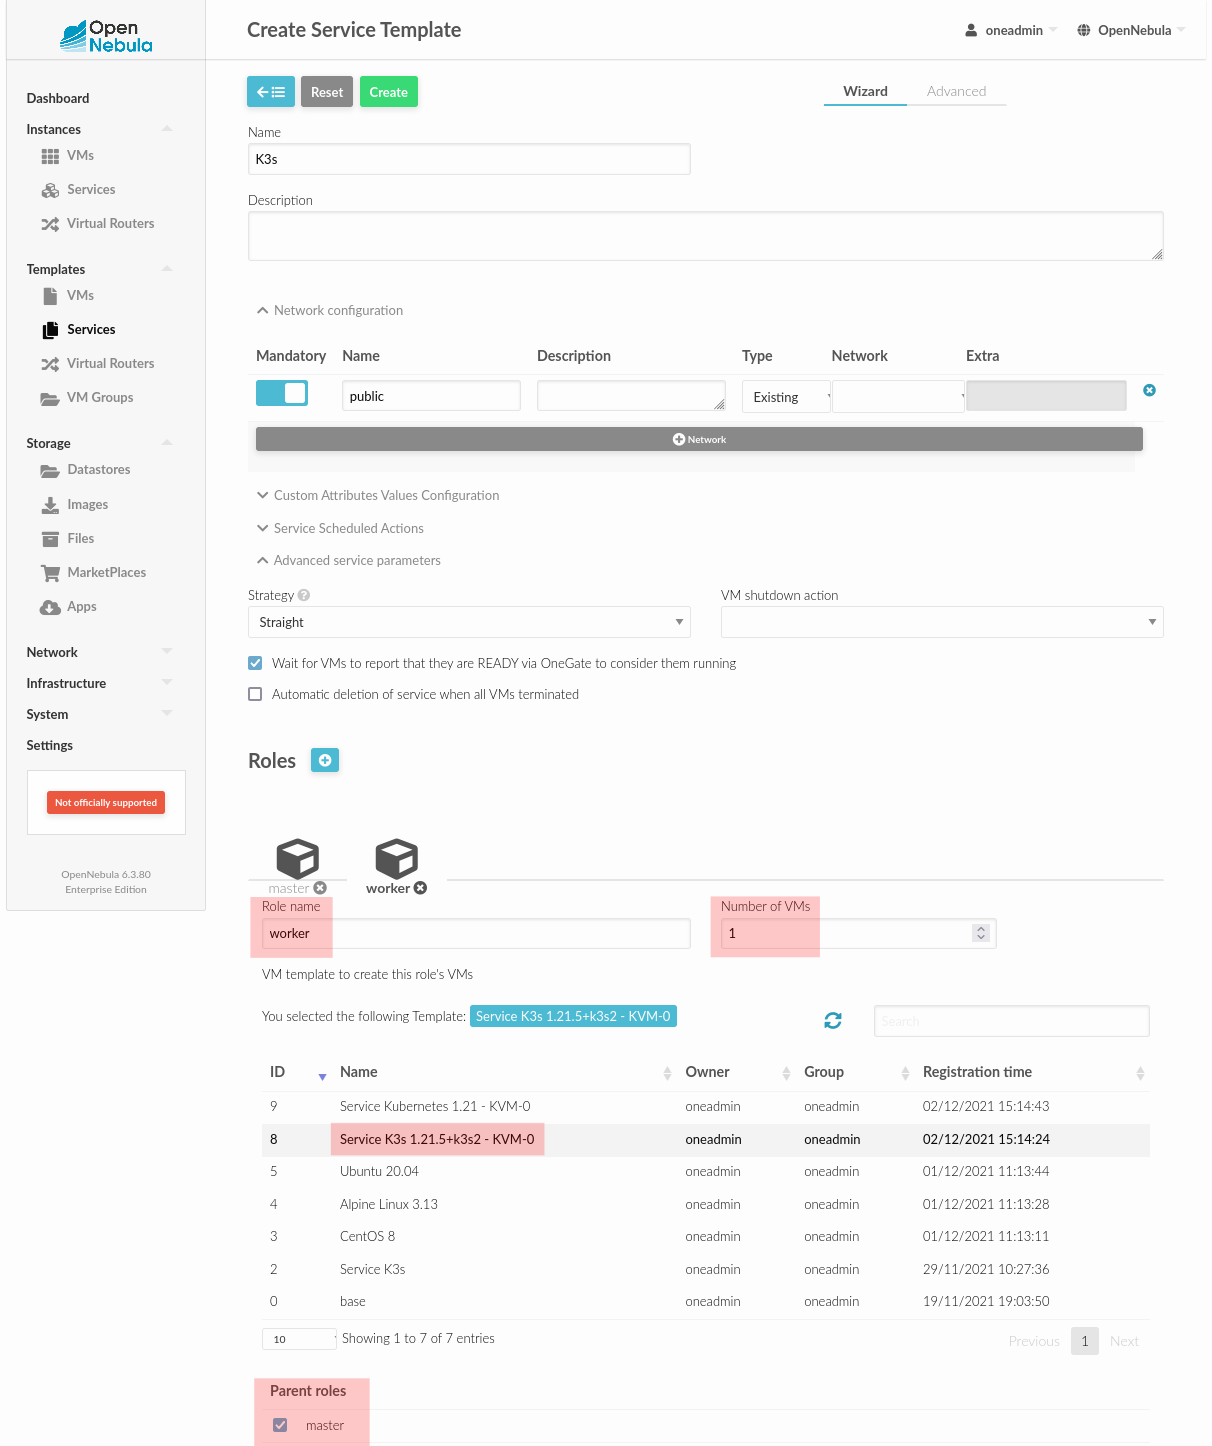 Open
Nebula
Create Service Template
oneadmin
OpenNebula
Dashboard
Instances
VMs
Services
Virtual Routers
Templates
VMs
Services
Virtual Routers
VM Groups
Storage
Datastores
Images
Files
MarketPlaces
Apps
Network
Infrastructure
System
Settings
Not officially supported
OpenNebula 6.3.80
Enterprise Edition
Reset
Create
Wizard
Advanced
Name
K3s
Description
Network configuration
Mandatory Name Description Type Network Extra
public Existing
Network
Custom Attributes Values Configuration
Service Scheduled Actions
Advanced service parameters
Strategy VM shutdown action
Straight
Wait for VMs to report that they are READY via OneGate to consider them running
Automatic deletion of service when all VMs terminated
Roles
master worker
Role name Number of VMs
worker 1
VM template to create this role's VMs
You selected the following Template: Service K3s 1.21.5+k3s2 - KVM-0
Search
ID Name Owner Group Registration time
9 Service Kubernetes 1.21 - KVM-0 oneadmin oneadmin 02/12/2021 15:14:43
8 Service K3s 1.21.5+k3s2 - KVM-0 oneadmin oneadmin 02/12/2021 15:14:24
5 Ubuntu 20.04 oneadmin oneadmin 01/12/2021 11:13:44
4 Alpine Linux 3.13 oneadmin oneadmin 01/12/2021 11:13:28
3 CentOS 8 oneadmin oneadmin 01/12/2021 11:13:11
2 Service K3s oneadmin oneadmin 29/11/2021 10:27:36
0 base oneadmin oneadmin 19/11/2021 19:03:50
10 Showing 1 to 7 of 7 entries Previous 1 Next
Parent roles
master